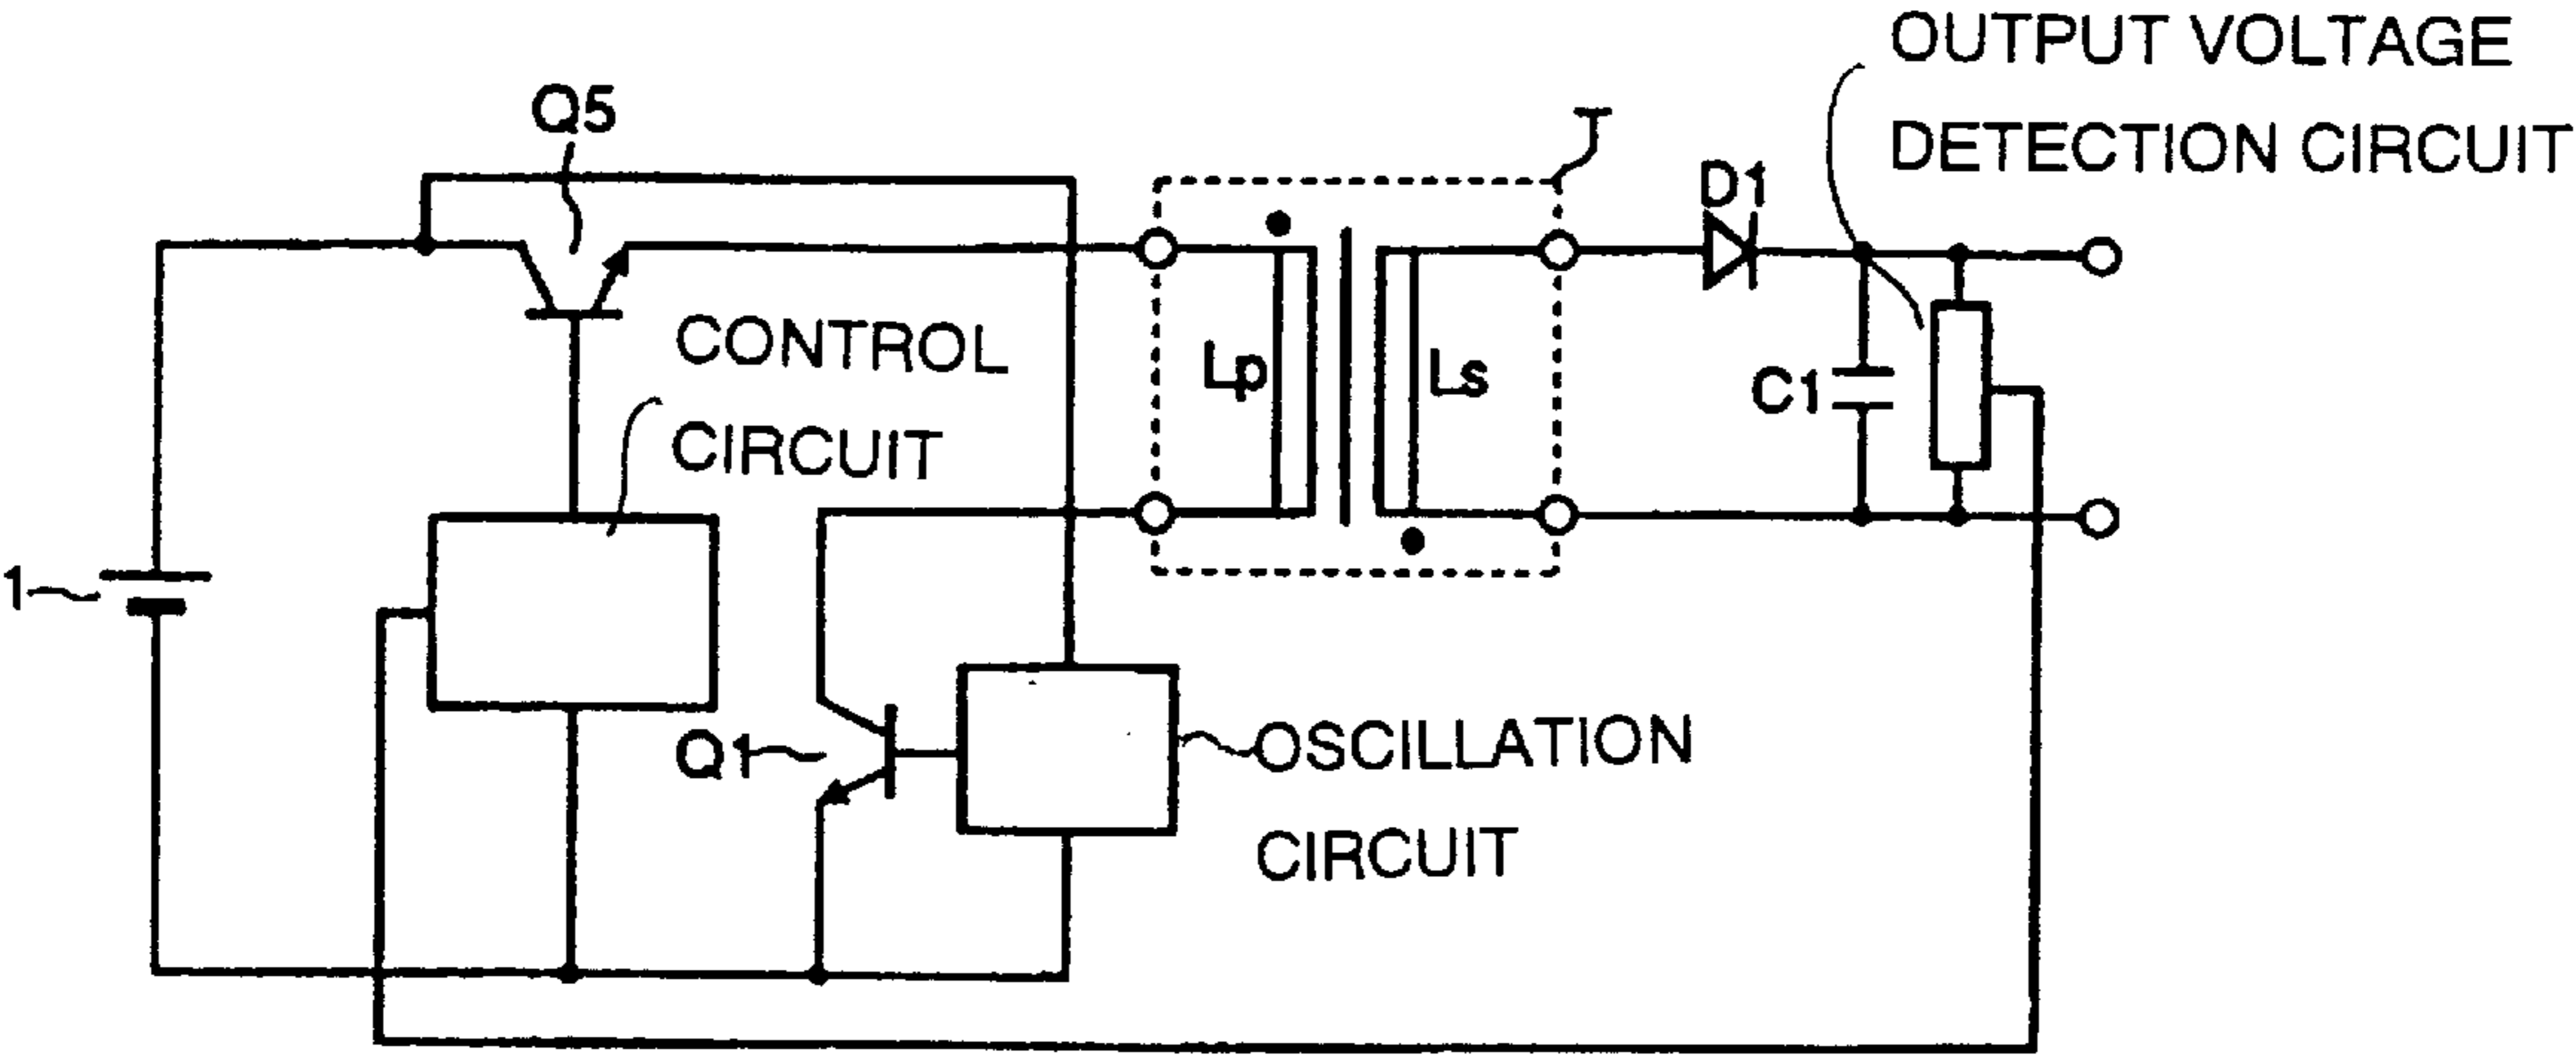 OUTPUT VOLTAGE
DETECTION CIRCUIT
Q5
T
D1
CONTROL
CIRCUIT
Lp
Ls
C1
1
Q1
OSCILLATION
CIRCUIT